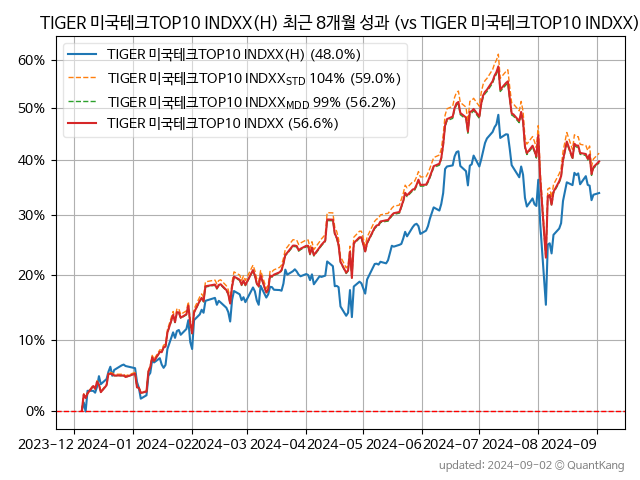 TIGER 미국테크TOP10 INDXX(H) 최근 8개월 성과 (vs TIGER 미국테크TOP10 INDXX)
TIGER 미국테크TOP10 INDXX(H) (48.0%)
TIGER 미국테크TOP10 INDXX_STD 104% (59.0%)
TIGER 미국테크TOP10 INDXX_MDD 99% (56.2%)
TIGER 미국테크TOP10 INDXX (56.6%)
60%
50%
40%
30%
20%
10%
0%
2023-12 2024-01 2024-02 2024-03 2024-04 2024-05 2024-06 2024-07 2024-08 2024-09
updated: 2024-09-02 © QuantKang